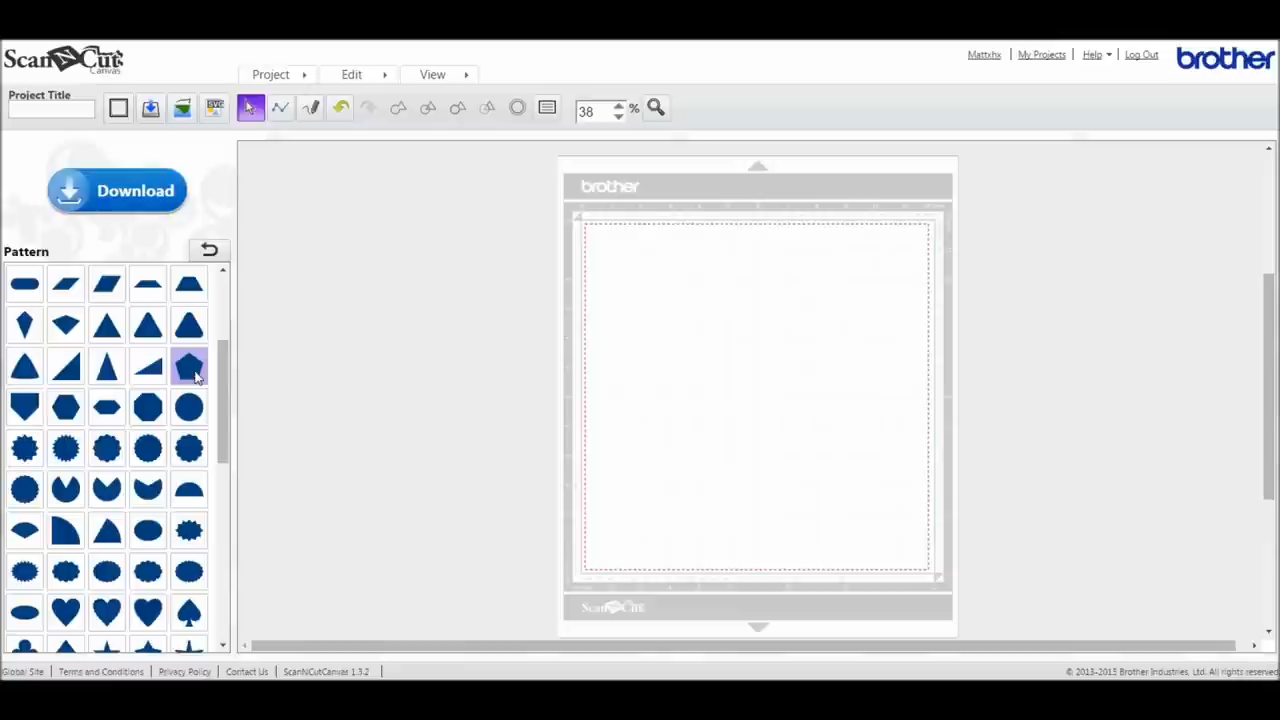 ScanNCut
Canvas
Mattxhx My Projects Help Log Out
brother
Project Edit View
Project Title
SVG
38 %
Download
Pattern
brother
ScanNCut
Global Site Terms and Conditions Privacy Policy Contact Us ScanNCutCanvas 1.3.2
© 2013-2015 Brother Industries, Ltd. All rights reserved